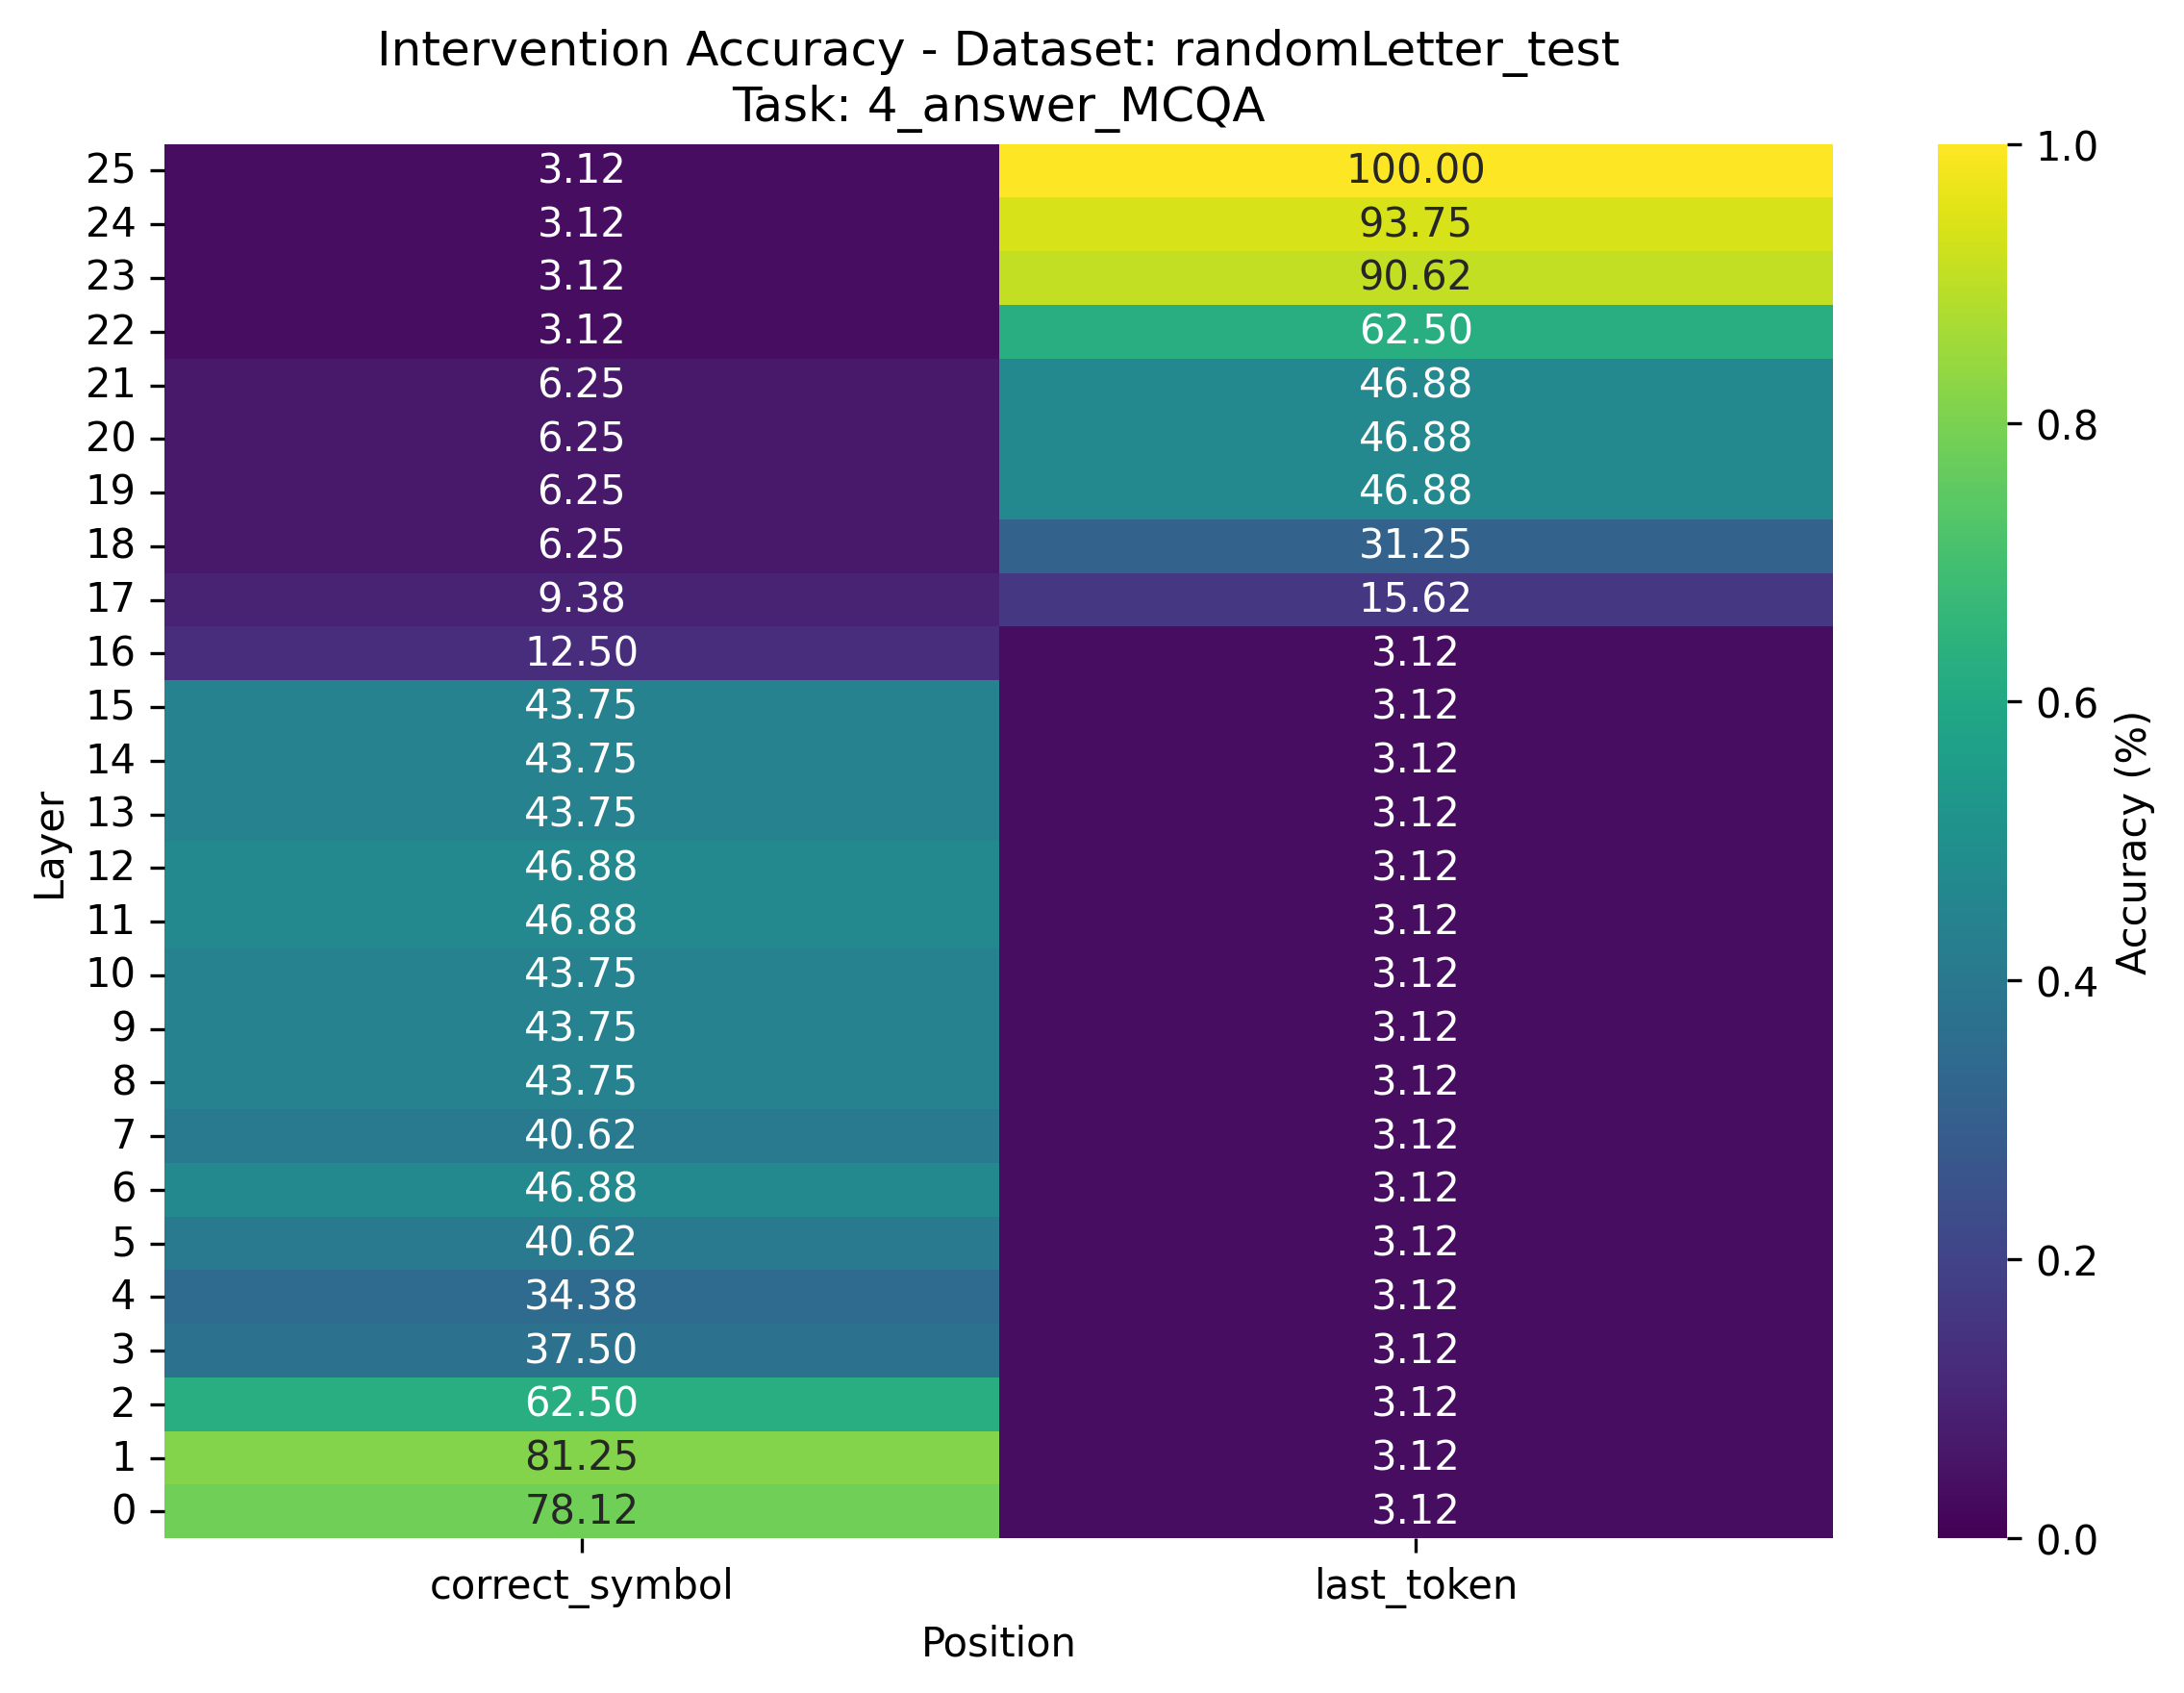 Intervention Accuracy - Dataset: randomLetter_test
Task: 4_answer_MCQA
25 3.12 100.00
24 3.12 93.75
23 3.12 90.62
22 3.12 62.50
21 6.25 46.88
20 6.25 46.88
19 6.25 46.88
18 6.25 31.25
17 9.38 15.62
16 12.50 3.12
15 43.75 3.12
14 43.75 3.12
13 43.75 3.12
12 46.88 3.12
11 46.88 3.12
10 43.75 3.12
9 43.75 3.12
8 43.75 3.12
7 40.62 3.12
6 46.88 3.12
5 40.62 3.12
4 34.38 3.12
3 37.50 3.12
2 62.50 3.12
1 81.25 3.12
0 78.12 3.12
correct_symbol last_token
Position
Layer
1.0
0.8
0.6
0.4
0.2
0.0
Accuracy (%)